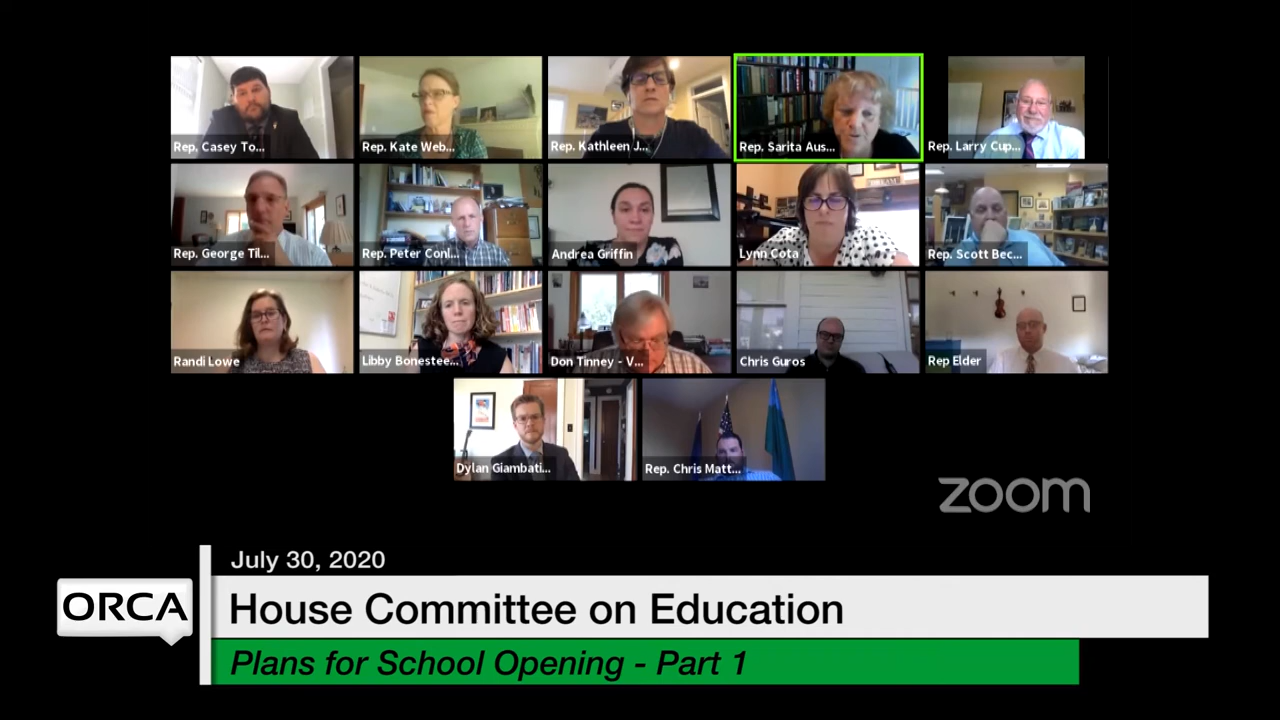 Rep. Casey To...
Rep. Kate Web...
Rep. Kathleen J...
Rep. Sarita Aus...
Rep. Larry Cup...
Rep. George Til...
Rep. Peter Conl...
Andrea Griffin
Lynn Cota
Rep. Scott Bec...
Randi Lowe
Libby Bonestee...
Don Tinney - V...
Chris Guros
Rep Elder
Dylan Giambati...
Rep. Chris Matt...
zoom
July 30, 2020
ORCA
House Committee on Education
Plans for School Opening - Part 1